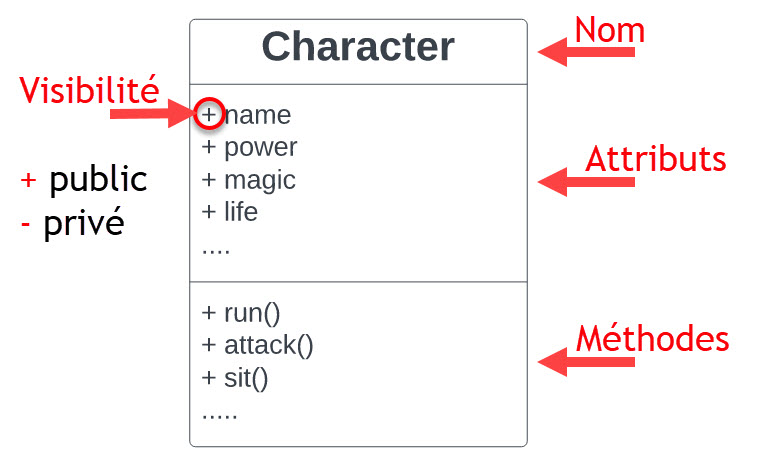 Character
Nom
Visibilité
+ name
+ power
+ magic
+ life
....
+ public
- privé
Attributs
+ run()
+ attack()
+ sit()
.....
Méthodes